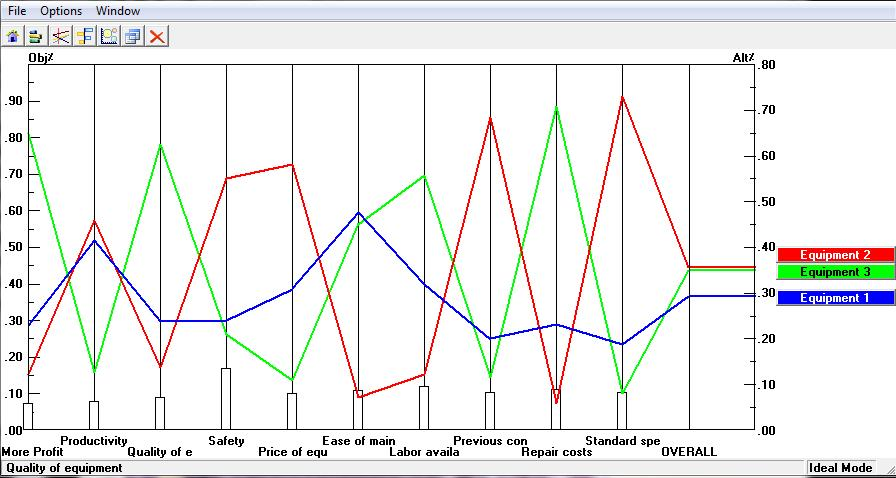 File Options Window
Obj% Alt%
.90
.80
.70
.60
.50
.40
.30
.20
.10
.00
.80
.70
.60
.50
.40
.30
.20
.10
.00
Equipment 2
Equipment 3
Equipment 1
Productivity Safety Ease of main Previous con Standard spe
More Profit Quality of e Price of equ Labor availa Repair costs OVERALL
Quality of equipment Ideal Mode